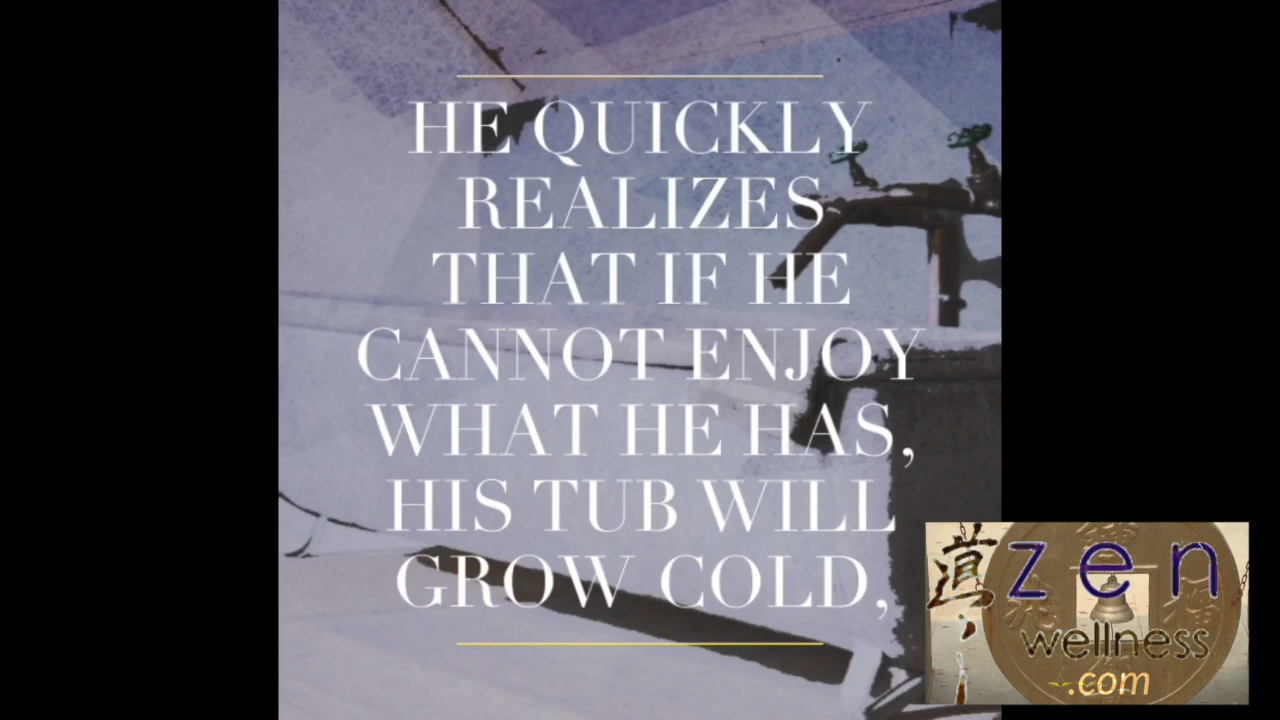 HE QUICKLY
REALIZES
THAT IF HE
CANNOT ENJOY
WHAT HE HAS,
HIS TUB WILL
GROW COLD,
zen
wellness
.com